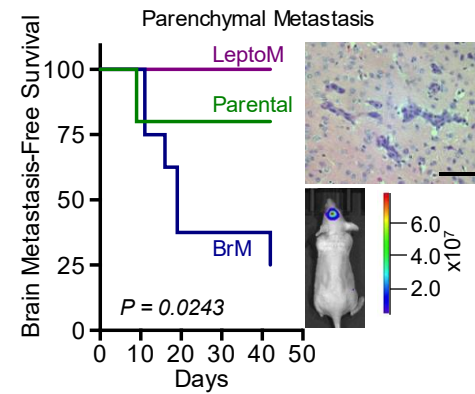 Parenchymal Metastasis
Brain Metastasis-Free Survival
100
75
50
25
0
LeptoM
Parental
BrM
P = 0.0243
0 10 20 30 40 50
Days
6.0
4.0
2.0
x10⁷